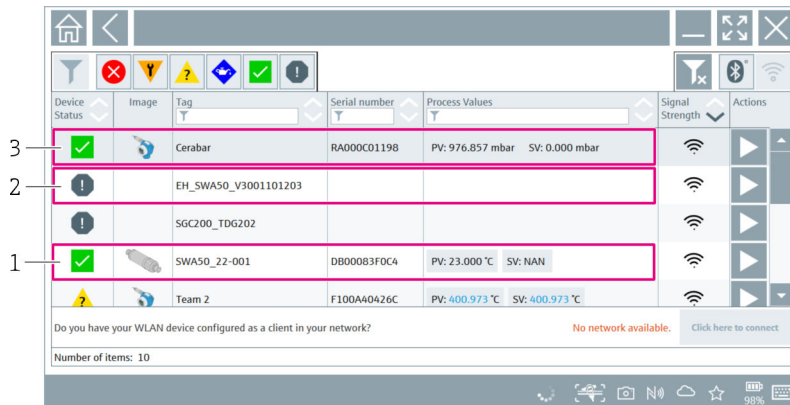 Device Status
Image
Tag
Serial number
Process Values
Signal Strength
Actions
3
Cerabar
RA000C01198
PV: 976.857 mbar SV: 0.000 mbar
2
EH_SWA50_V3001101203
SGC200_TDG202
1
SWA50_22-001
DB00083F0C4
PV: 23.000 °C SV: NAN
Team 2
F100A40426C
PV: 400.973 °C SV: 400.973 °C
Do you have your WLAN device configured as a client in your network?
No network available.
Click here to connect
Number of items: 10
98%